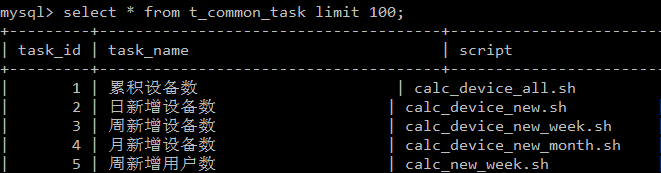 mysql> select * from t_common_task limit 100;
| task_id | task_name | script
| 1 | 累积设备数 | calc_device_all.sh
| 2 | 日新增设备数 | calc_device_new.sh
| 3 | 周新增设备数 | calc_device_new_week.sh
| 4 | 月新增设备数 | calc_device_new_month.sh
| 5 | 周新增用户数 | calc_new_week.sh